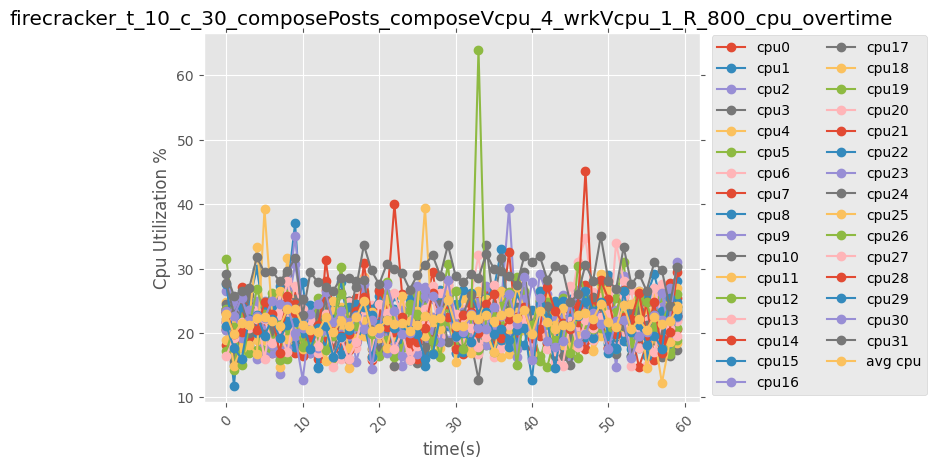 firecracker_t_10_c_30_composePosts_composeVcpu_4_wrkVcpu_1_R_800_cpu_overtime
Cpu Utilization %
60
50
40
30
20
10
0
10
20
30
40
50
60
time(s)
cpu0
cpu1
cpu2
cpu3
cpu4
cpu5
cpu6
cpu7
cpu8
cpu9
cpu10
cpu11
cpu12
cpu13
cpu14
cpu15
cpu16
cpu17
cpu18
cpu19
cpu20
cpu21
cpu22
cpu23
cpu24
cpu25
cpu26
cpu27
cpu28
cpu29
cpu30
cpu31
avg cpu